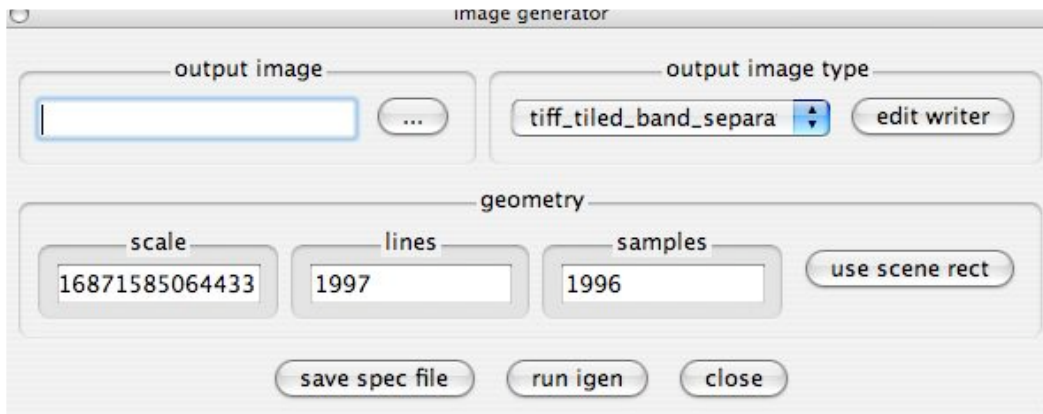 image generator
output image
output image type
...
tiff_tiled_band_separa
edit writer
geometry
scale
lines
samples
16871585064433
1997
1996
use scene rect
save spec file
run igen
close